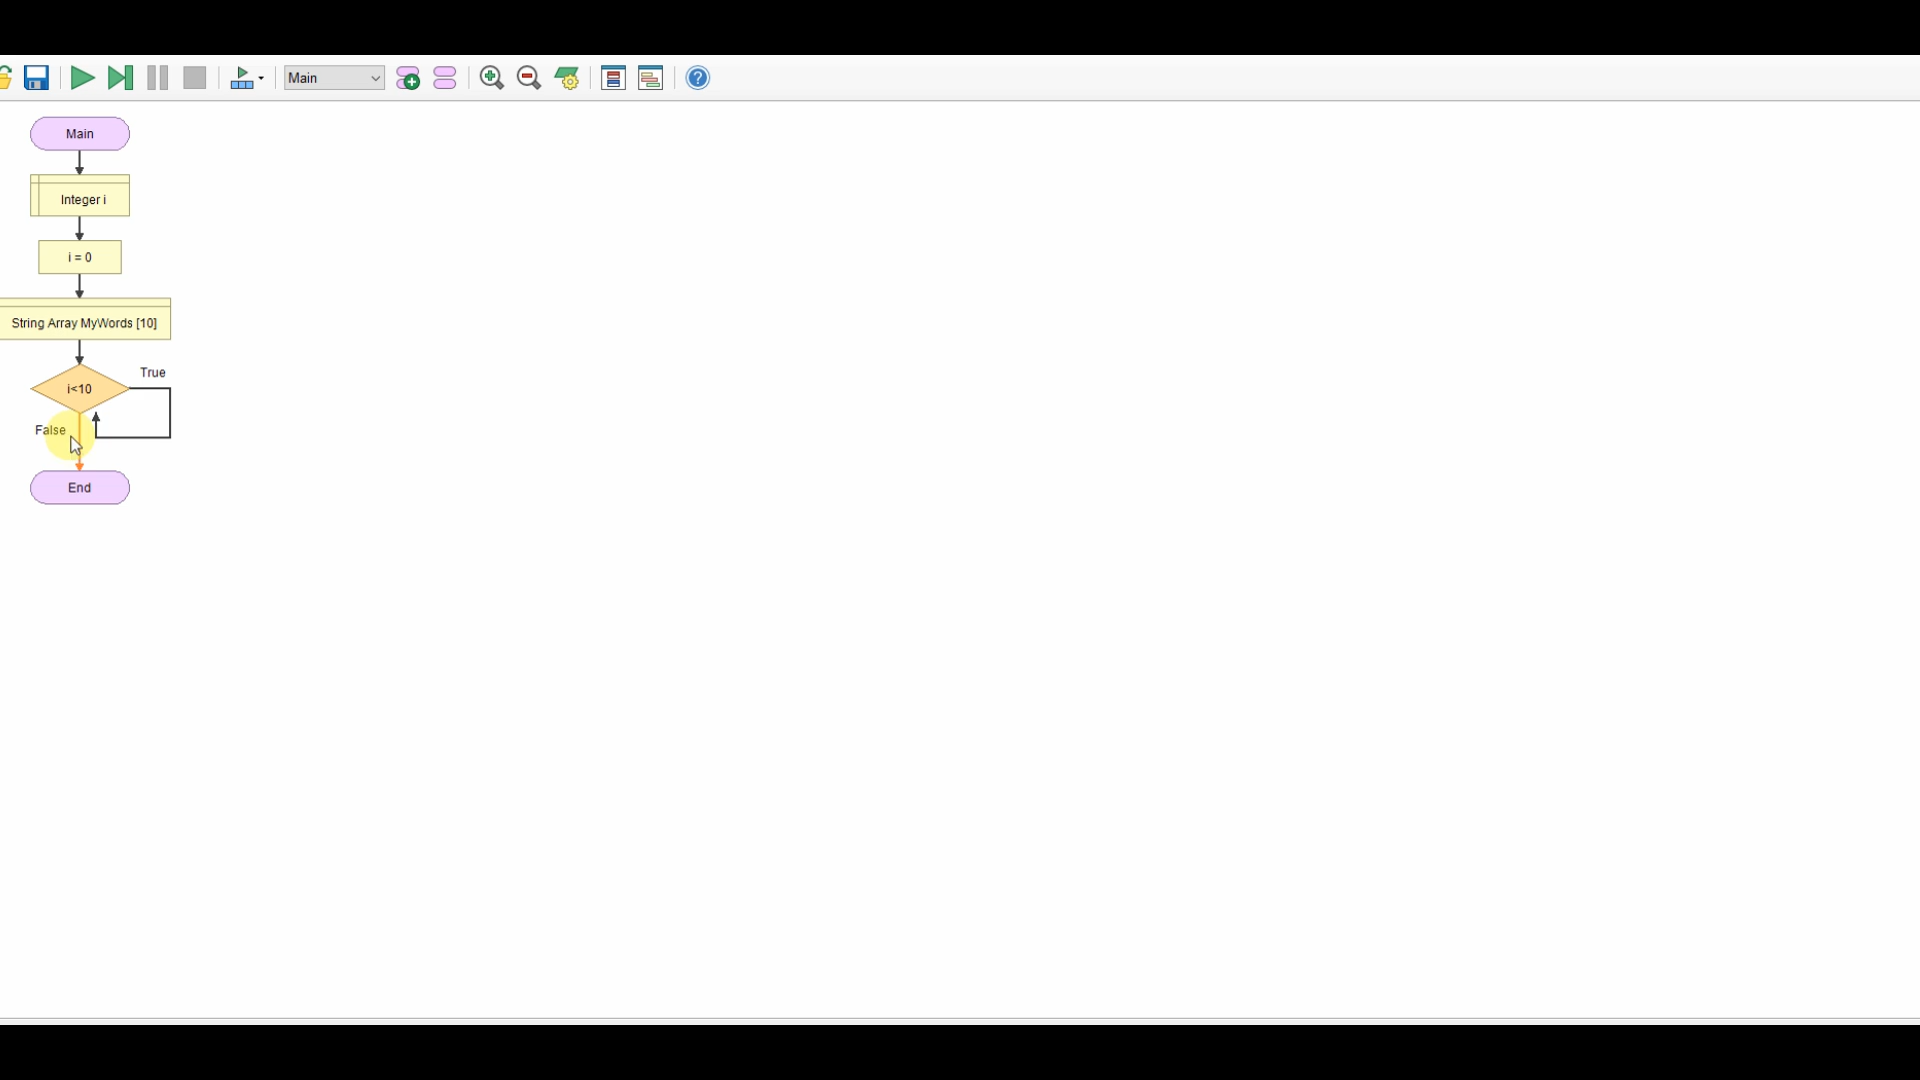 Main
Main
Integer i
i = 0
String Array MyWords [10]
True
i<10
False
End